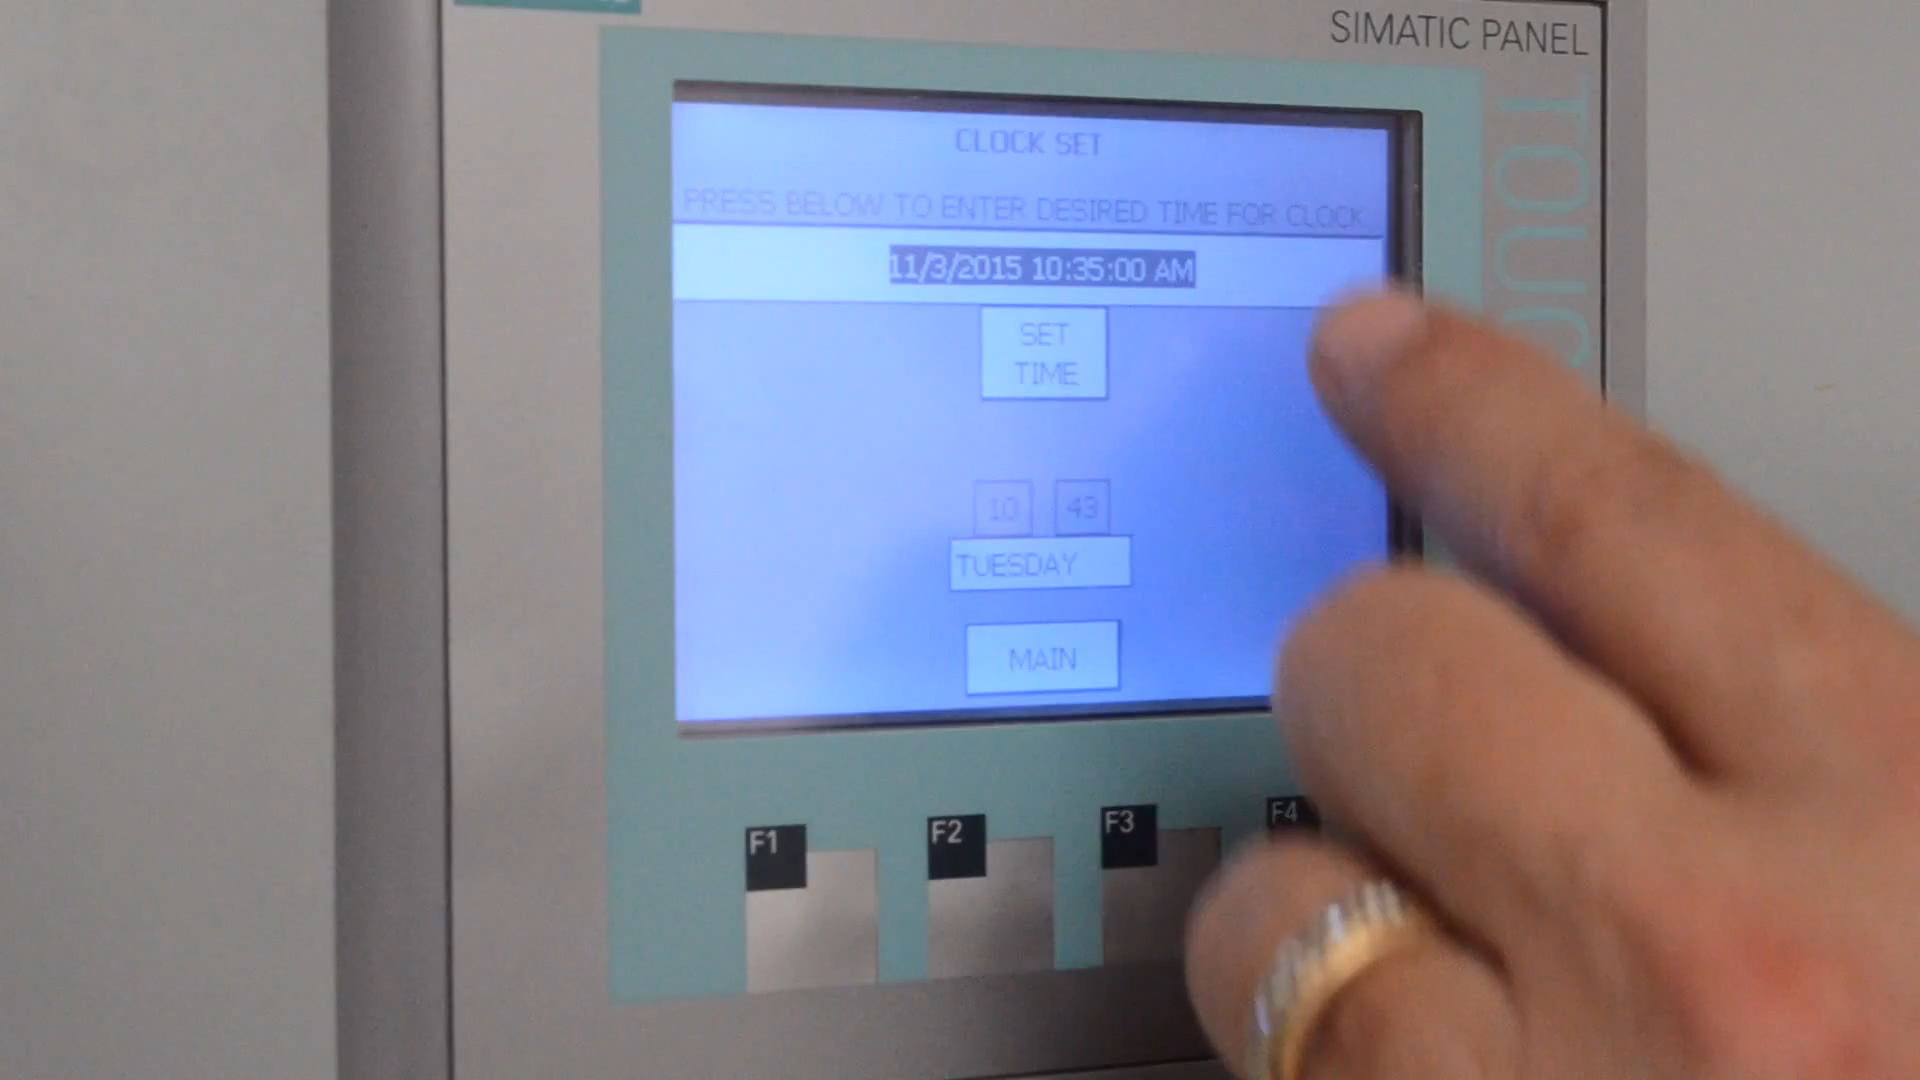 SIMATIC PANEL
TOUC
CLOCK SET
PRESS BELOW TO ENTER DESIRED TIME FOR CLOCK
11/3/2015 10:35:00 AM
SET
TIME
10 43
TUESDAY
MAIN
F1 F2 F3 F4